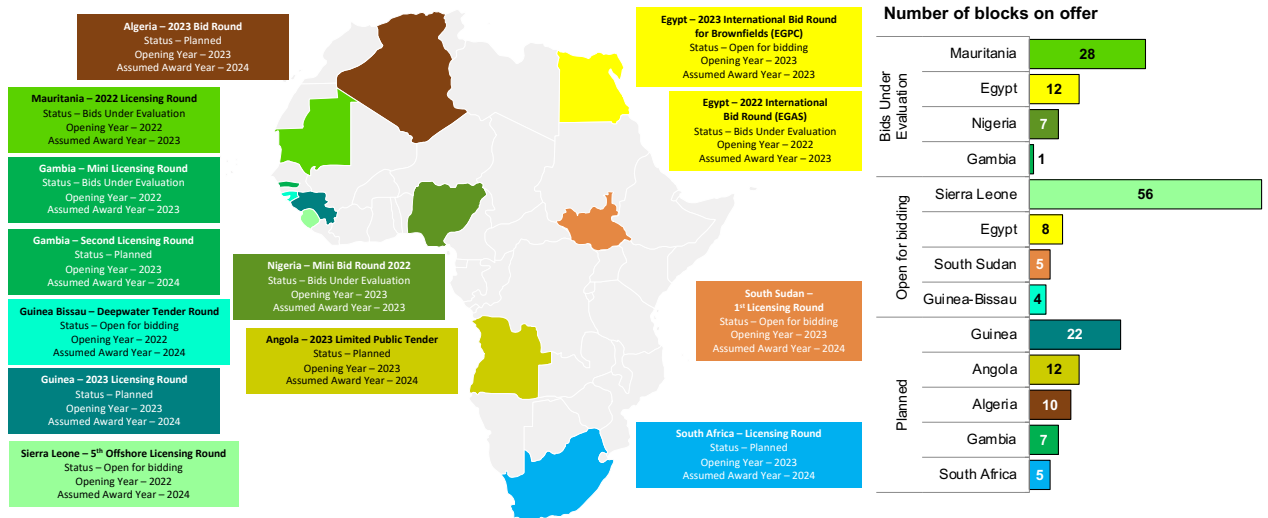 Algeria – 2023 Bid Round
Status – Planned
Opening Year – 2023
Assumed Award Year – 2024
Mauritania – 2022 Licensing Round
Status – Bids Under Evaluation
Opening Year – 2022
Assumed Award Year – 2023
Gambia – Mini Licensing Round
Status – Bids Under Evaluation
Opening Year – 2022
Assumed Award Year – 2023
Gambia – Second Licensing Round
Status – Planned
Opening Year – 2023
Assumed Award Year – 2024
Guinea Bissau – Deepwater Tender Round
Status – Open for bidding
Opening Year – 2022
Assumed Award Year – 2024
Guinea – 2023 Licensing Round
Status – Planned
Opening Year – 2023
Assumed Award Year – 2024
Sierra Leone – 5th Offshore Licensing Round
Status – Open for bidding
Opening Year – 2022
Assumed Award Year – 2024
Nigeria – Mini Bid Round 2022
Status – Bids Under Evaluation
Opening Year – 2023
Assumed Award Year – 2023
Angola – 2023 Limited Public Tender
Status – Planned
Opening Year – 2023
Assumed Award Year – 2024
Egypt – 2023 International Bid Round
for Brownfields (EGPC)
Status – Open for bidding
Opening Year – 2023
Assumed Award Year – 2023
Egypt – 2022 International
Bid Round (EGAS)
Status – Bids Under Evaluation
Opening Year – 2022
Assumed Award Year – 2023
South Sudan –
1st Licensing Round
Status – Open for bidding
Opening Year – 2023
Assumed Award Year – 2024
South Africa – Licensing Round
Status – Planned
Opening Year – 2023
Assumed Award Year – 2024
Number of blocks on offer
Bids Under
Evaluation
Mauritania 28
Egypt 12
Nigeria 7
Gambia 1
Open for bidding
Sierra Leone 56
Egypt 8
South Sudan 5
Guinea-Bissau 4
Planned
Guinea 22
Angola 12
Algeria 10
Gambia 7
South Africa 5